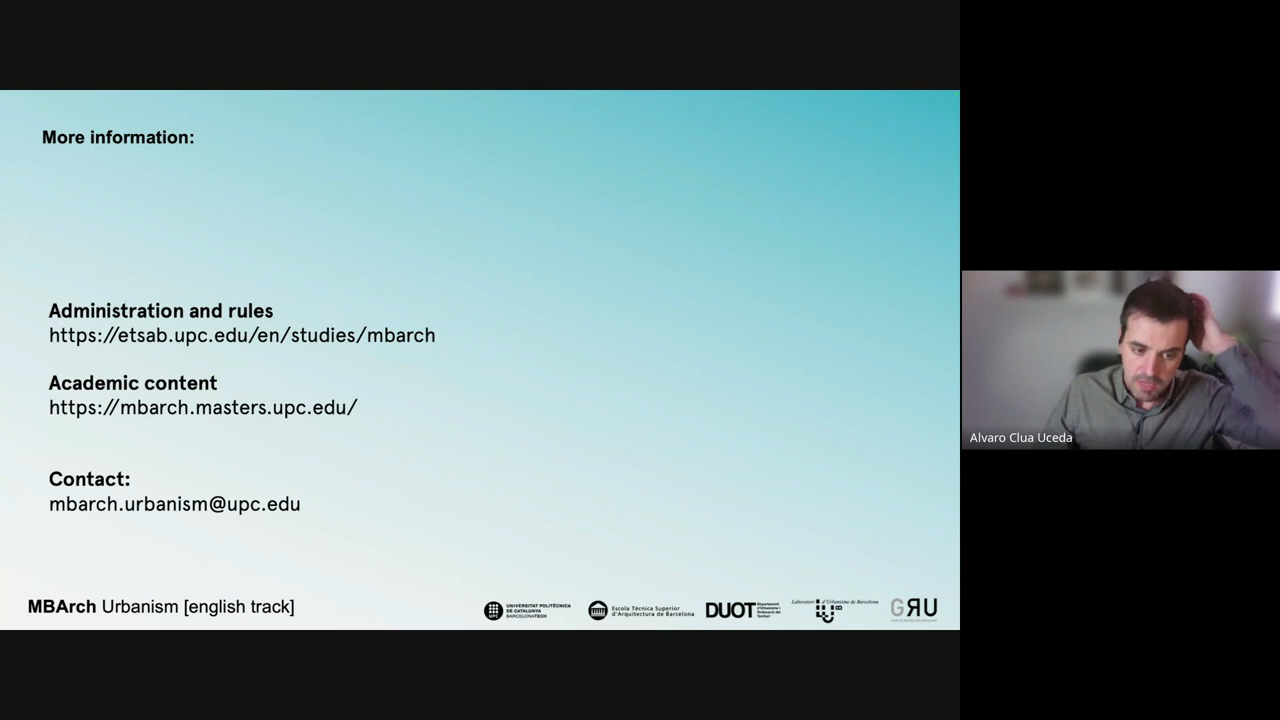 More information:
Administration and rules
https://etsab.upc.edu/en/studies/mbarch
Academic content
https://mbarch.masters.upc.edu/
Contact:
mbarch.urbanism@upc.edu
MBArch Urbanism [english track]
UPC
UNIVERSITAT POLITÈCNICA
DE CATALUNYA
BARCELONATECH
Escola Tècnica Superior
d'Arquitectura de Barcelona
DUOT
Departament
d'Urbanisme i
Ordenació del
Territori
Laboratori d'Urbanisme de Barcelona
Alvaro Clua Uceda